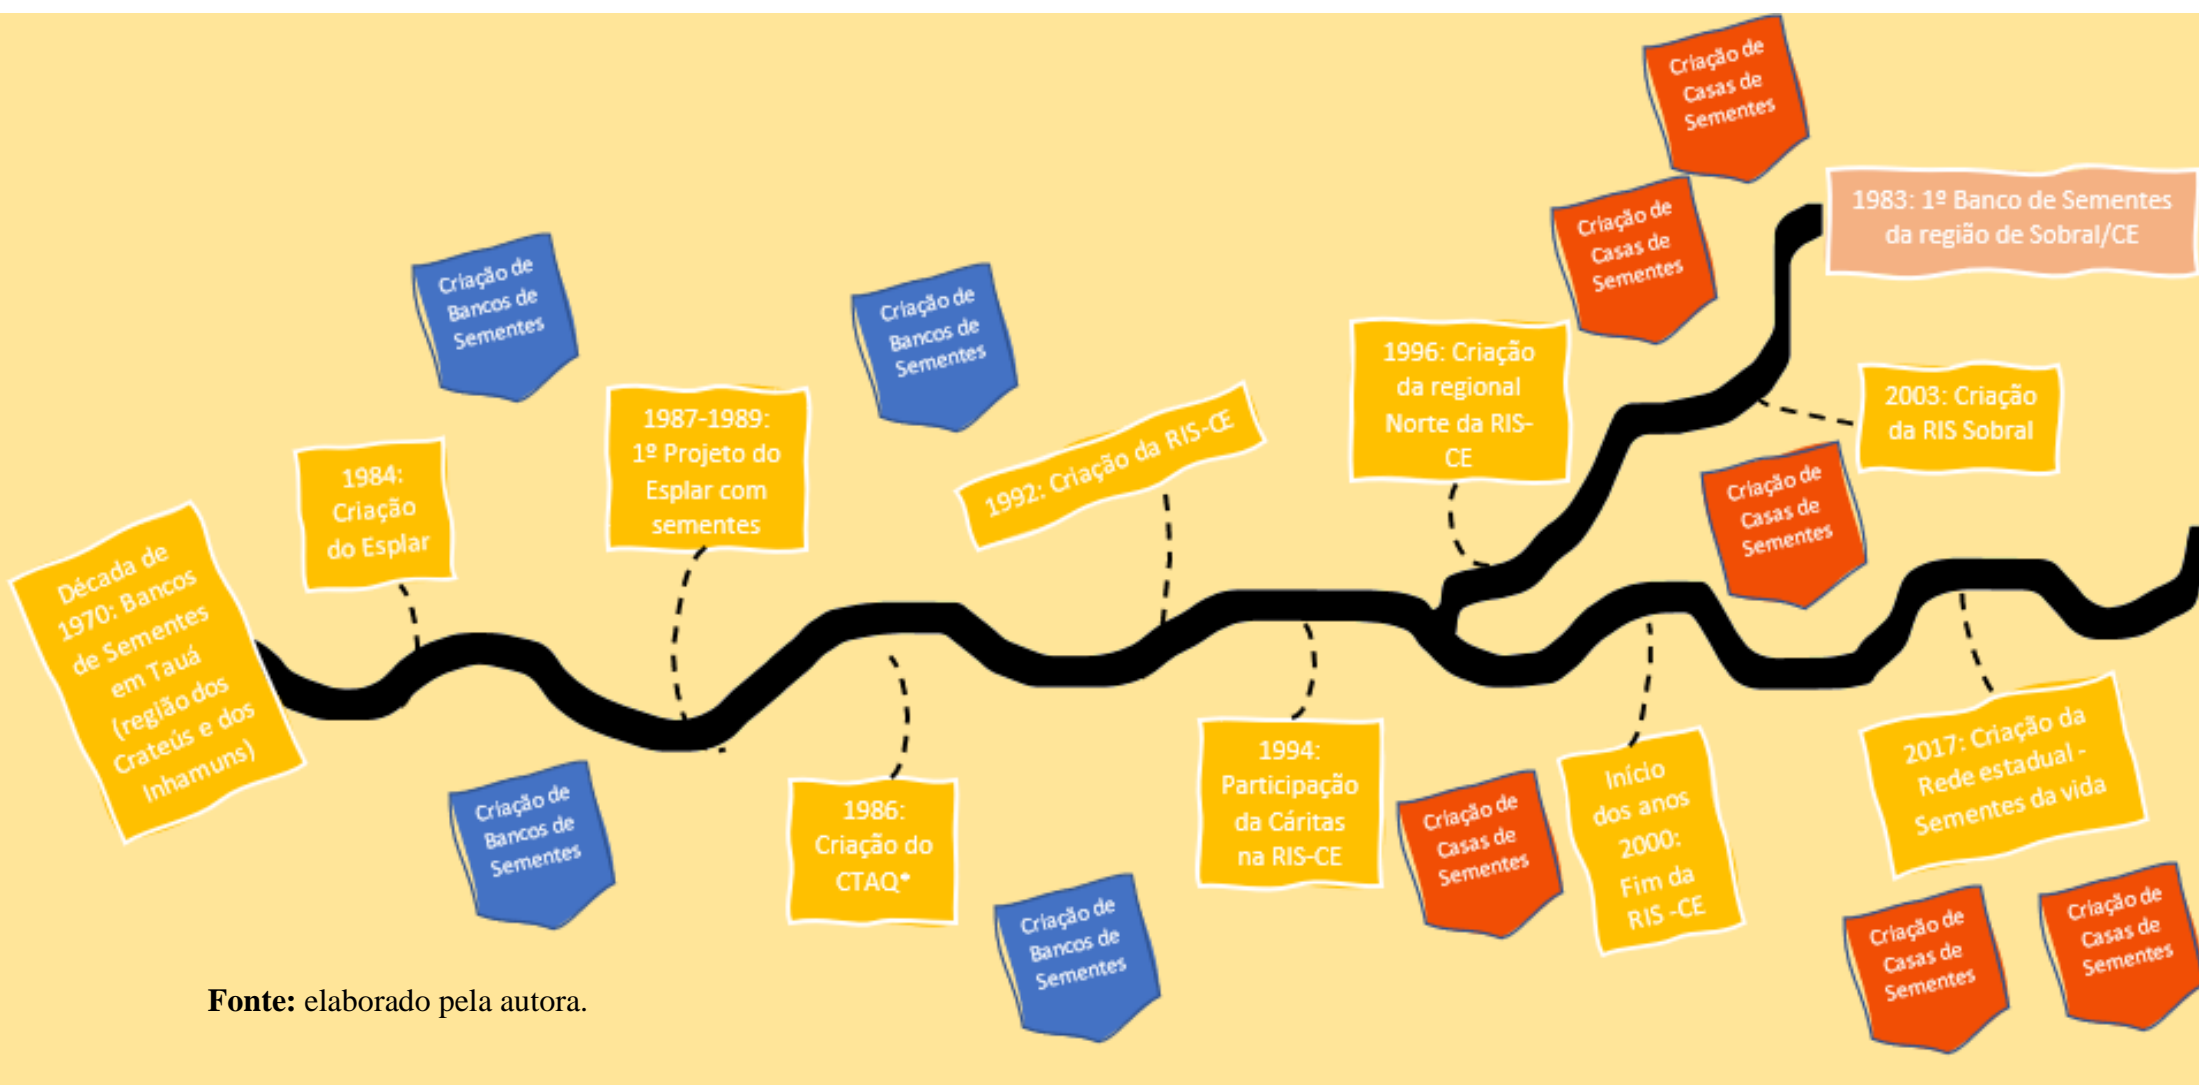 Década de
1970: Bancos
de Sementes
em Tauá
(região dos
Crateús e dos
Inhamuns)
1984:
Criação
do Esplar
Criação de
Bancos de
Sementes
Criação de
Bancos de
Sementes
1987-1989:
1º Projeto do
Esplar com
sementes
1986:
Criação do
CTAQ*
Criação de
Bancos de
Sementes
Criação de
Bancos de
Sementes
1992: Criação da RIS-CE
1994:
Participação
da Cáritas
na RIS-CE
1996: Criação
da regional
Norte da RIS-
CE
Criação de
Casas de
Sementes
Criação de
Casas de
Sementes
Criação de
Casas de
Sementes
1983: 1º Banco de Sementes
da região de Sobral/CE
2003: Criação
da RIS Sobral
Criação de
Casas de
Sementes
Início
dos anos
2000:
Fim da
RIS -CE
2017: Criação da
Rede estadual -
Sementes da vida
Criação de
Casas de
Sementes
Criação de
Casas de
Sementes
Fonte: elaborado pela autora.